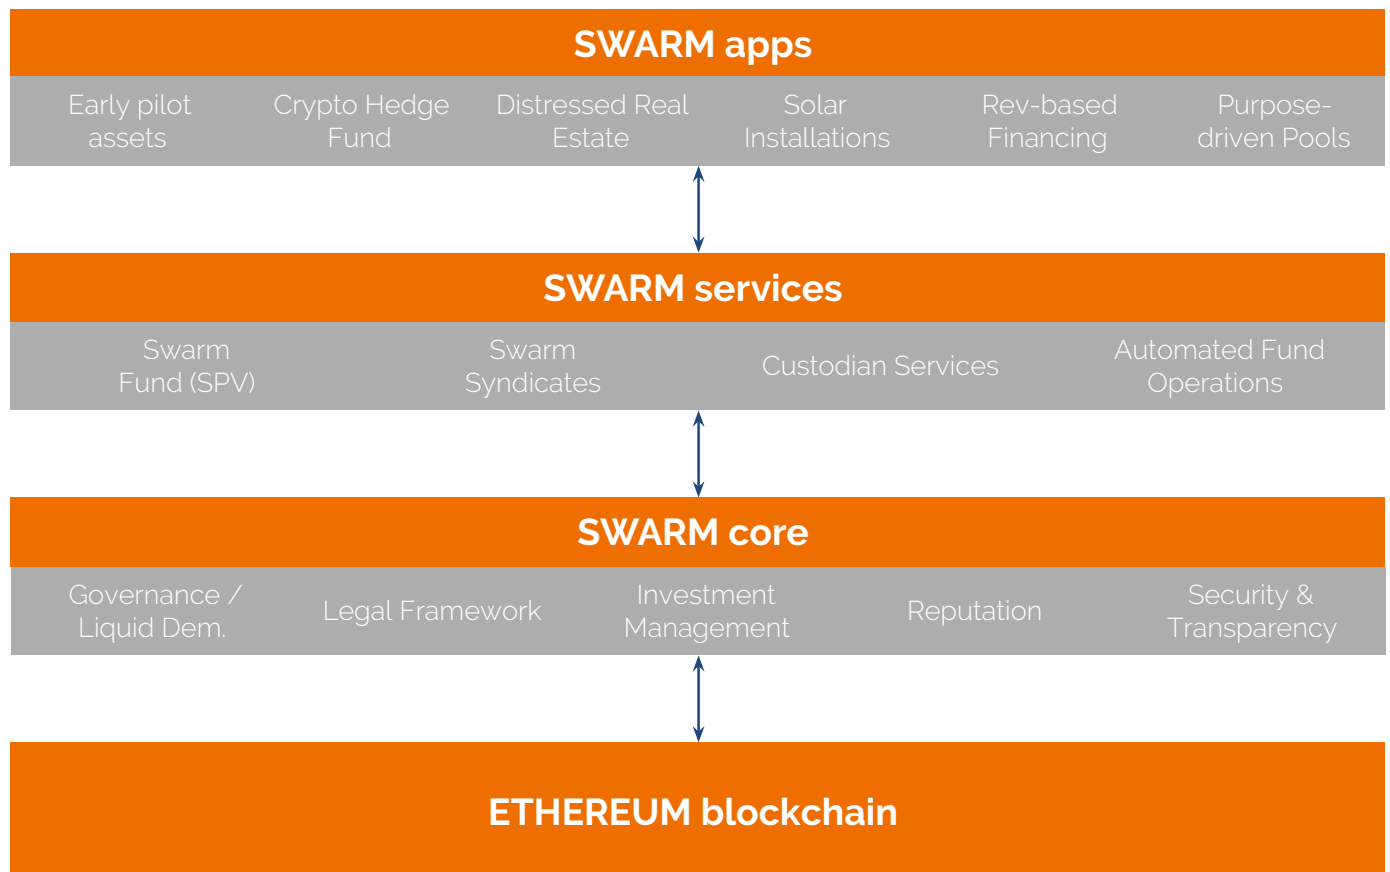 SWARM apps
Early pilot
assets
Crypto Hedge
Fund
Distressed Real
Estate
Solar
Installations
Rev-based
Financing
Purpose-
driven Pools
SWARM services
Swarm
Fund (SPV)
Swarm
Syndicates
Custodian Services
Automated Fund
Operations
SWARM core
Governance /
Liquid Dem.
Legal Framework
Investment
Management
Reputation
Security &
Transparency
ETHEREUM blockchain